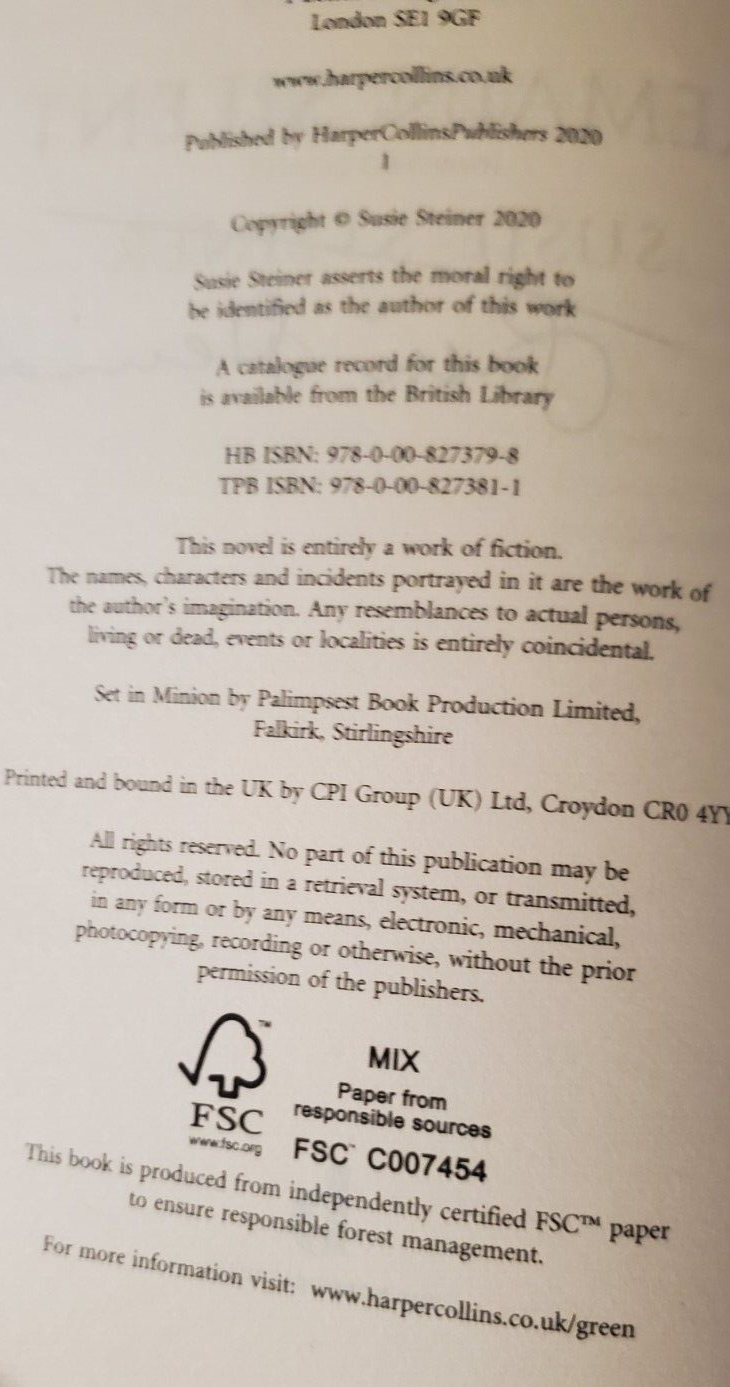 London SE1 9GF
www.harpercollins.co.uk
Published by HarperCollinsPublishers 2020
1
Copyright © Susie Steiner 2020
Susie Steiner asserts the moral right to
be identified as the author of this work
A catalogue record for this book
is available from the British Library
HB ISBN: 978-0-00-827379-8
TPB ISBN: 978-0-00-827381-1
This novel is entirely a work of fiction.
The names, characters and incidents portrayed in it are the work of
the author's imagination. Any resemblances to actual persons,
living or dead, events or localities is entirely coincidental.
Set in Minion by Palimpsest Book Production Limited,
Falkirk, Stirlingshire
Printed and bound in the UK by CPI Group (UK) Ltd, Croydon CR0 4YY
All rights reserved. No part of this publication may be
reproduced, stored in a retrieval system, or transmitted,
in any form or by any means, electronic, mechanical,
photocopying, recording or otherwise, without the prior
permission of the publishers.
™
FSC
www.fsc.org
MIX
Paper from
responsible sources
FSC™ C007454
This book is produced from independently certified FSC™ paper
to ensure responsible forest management.
For more information visit: www.harpercollins.co.uk/green